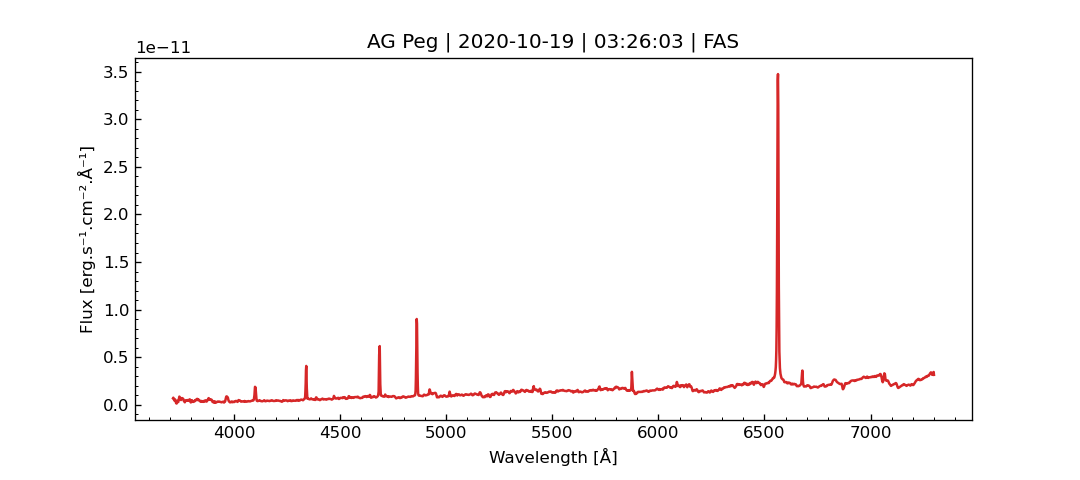 AG Peg | 2020-10-19 | 03:26:03 | FAS
1e−11
3.5
3.0
2.5
2.0
1.5
1.0
0.5
0.0
Flux [erg.s⁻¹.cm⁻².Å⁻¹]
4000 4500 5000 5500 6000 6500 7000
Wavelength [Å]